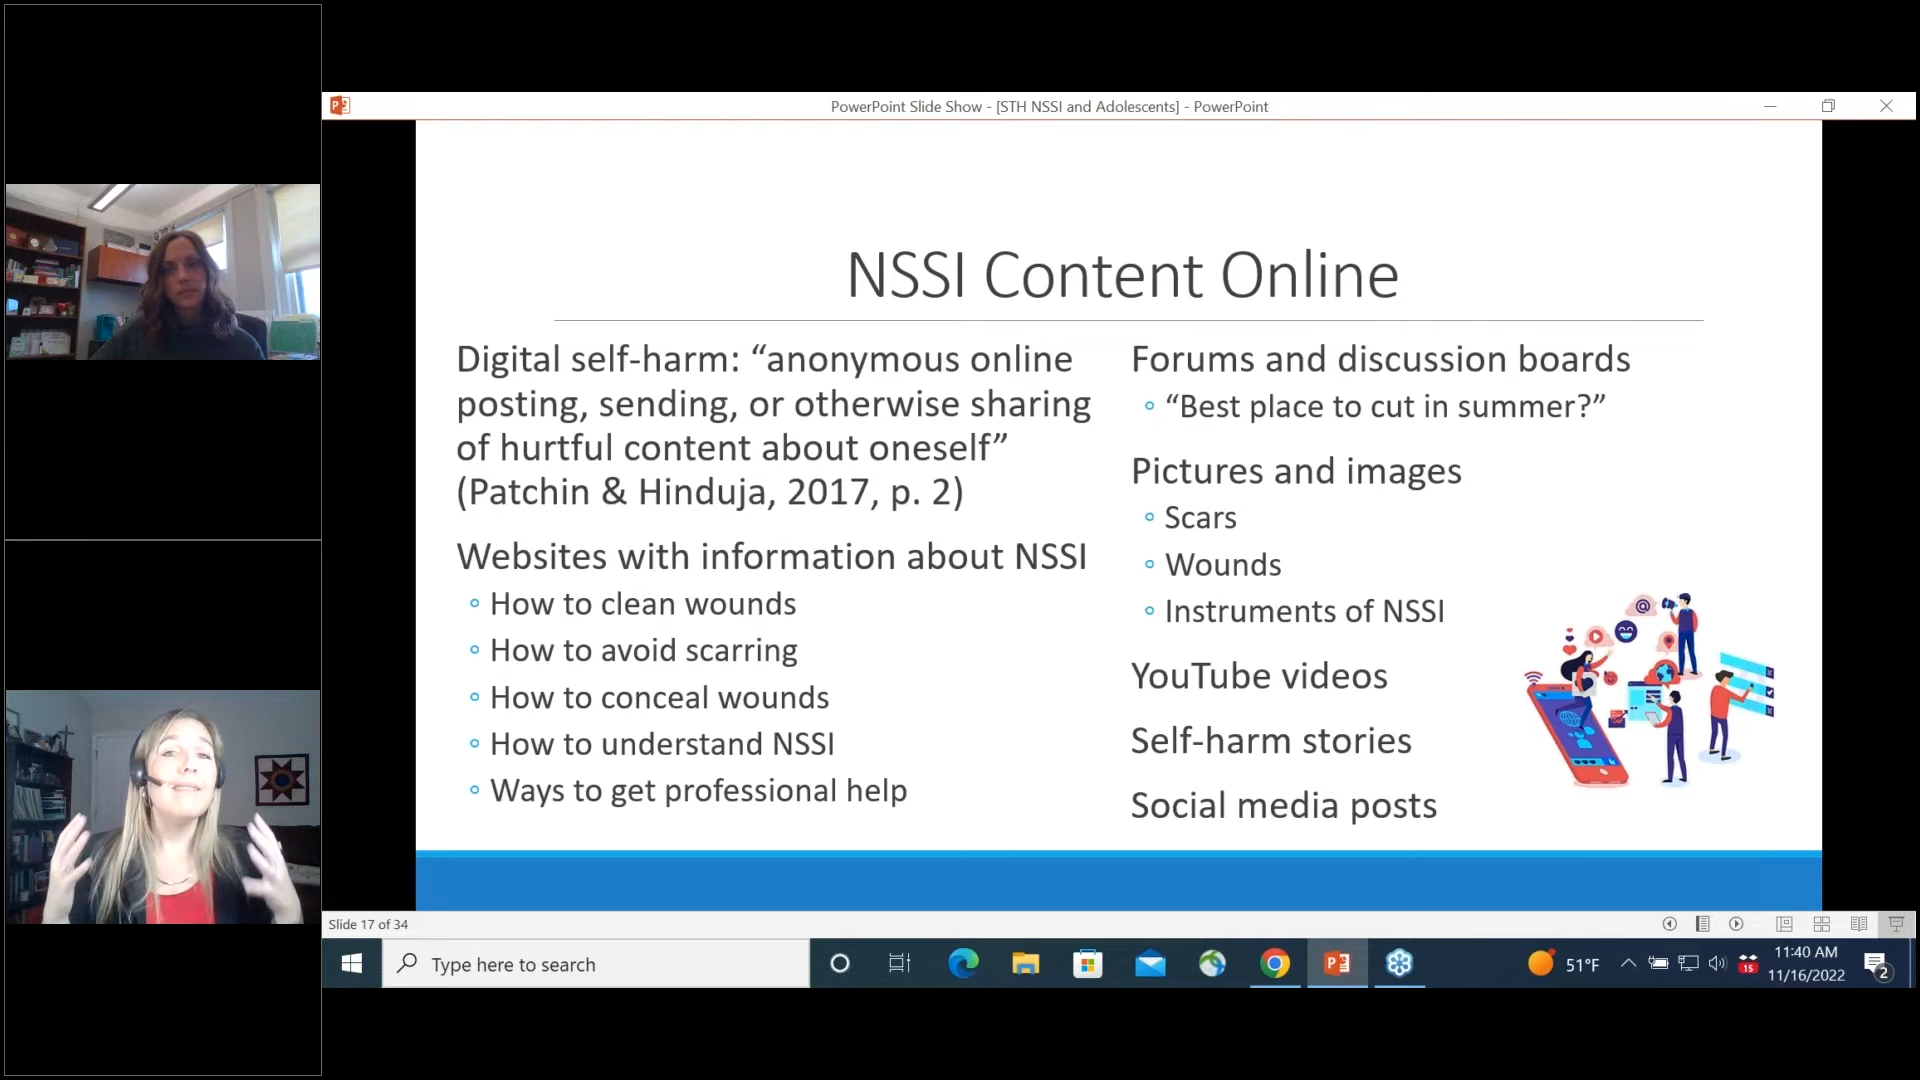 PowerPoint Slide Show - [STH NSSI and Adolescents] - PowerPoint
NSSI Content Online
Digital self-harm: “anonymous online
posting, sending, or otherwise sharing
of hurtful content about oneself”
(Patchin & Hinduja, 2017, p. 2)
Websites with information about NSSI
How to clean wounds
How to avoid scarring
How to conceal wounds
How to understand NSSI
Ways to get professional help
Forums and discussion boards
“Best place to cut in summer?”
Pictures and images
Scars
Wounds
Instruments of NSSI
YouTube videos
Self-harm stories
Social media posts
Slide 17 of 34
Type here to search
51°F
15
11:40 AM
11/16/2022
2